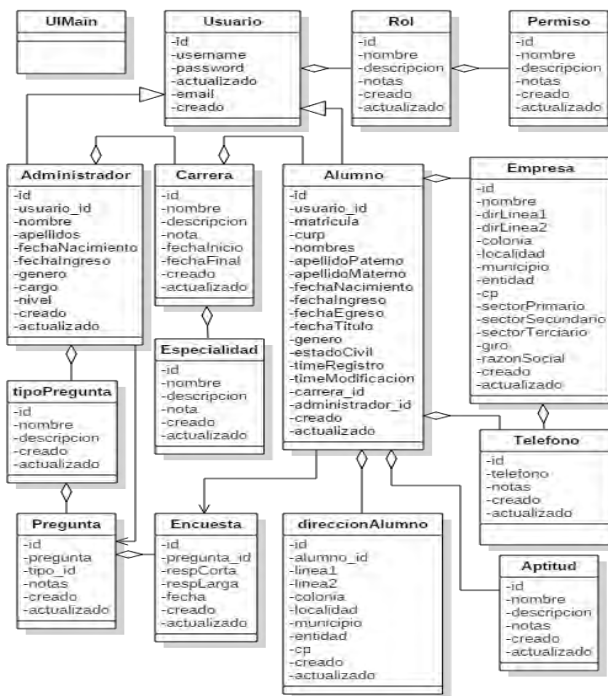 UIMain
Usuario
-id
-username
-password
-actualizado
-email
-creado
Rol
-id
-nombre
-descripcion
-notas
-creado
-actualizado
Permiso
-id
-nombre
-descripcion
-notas
-creado
-actualizado
Administrador
-id
-usuario_id
-nombre
-apellidos
-fechaNacimiento
-fechaIngreso
-genero
-cargo
-nivel
-creado
-actualizado
Carrera
-id
-nombre
-descripcion
-nota
-fechaInicio
-fechaFinal
-creado
-actualizado
Alumno
-id
-usuario_id
-matricula
-curp
-nombres
-apellidoPaterno
-apellidoMaterno
-fechaNacimiento
-fechaIngreso
-fechaEgreso
-fechaTitulo
-genero
-estadoCivil
-timeRegistro
-timeModificacion
-carrera_id
-administrador_id
-creado
-actualizado
Empresa
-id
-nombre
-dirLinea1
-dirLinea2
-colonia
-localidad
-municipio
-entidad
-cp
-sectorPrimario
-sectorSecundario
-sectorTerciario
-giro
-razonSocial
-creado
-actualizado
Especialidad
-id
-nombre
-descripcion
-nota
-creado
-actualizado
tipoPregunta
-id
-nombre
-descripcion
-creado
-actualizado
Telefono
-id
-telefono
-notas
-creado
-actualizado
Pregunta
-id
-pregunta
-tipo_id
-notas
-creado
-actualizado
Encuesta
-id
-pregunta_id
-respCorta
-respLarga
-fecha
-creado
-actualizado
direccionAlumno
-id
-alumno_id
-linea1
-linea2
-colonia
-localidad
-municipio
-entidad
-cp
-creado
-actualizado
Aptitud
-id
-nombre
-descripcion
-notas
-creado
-actualizado